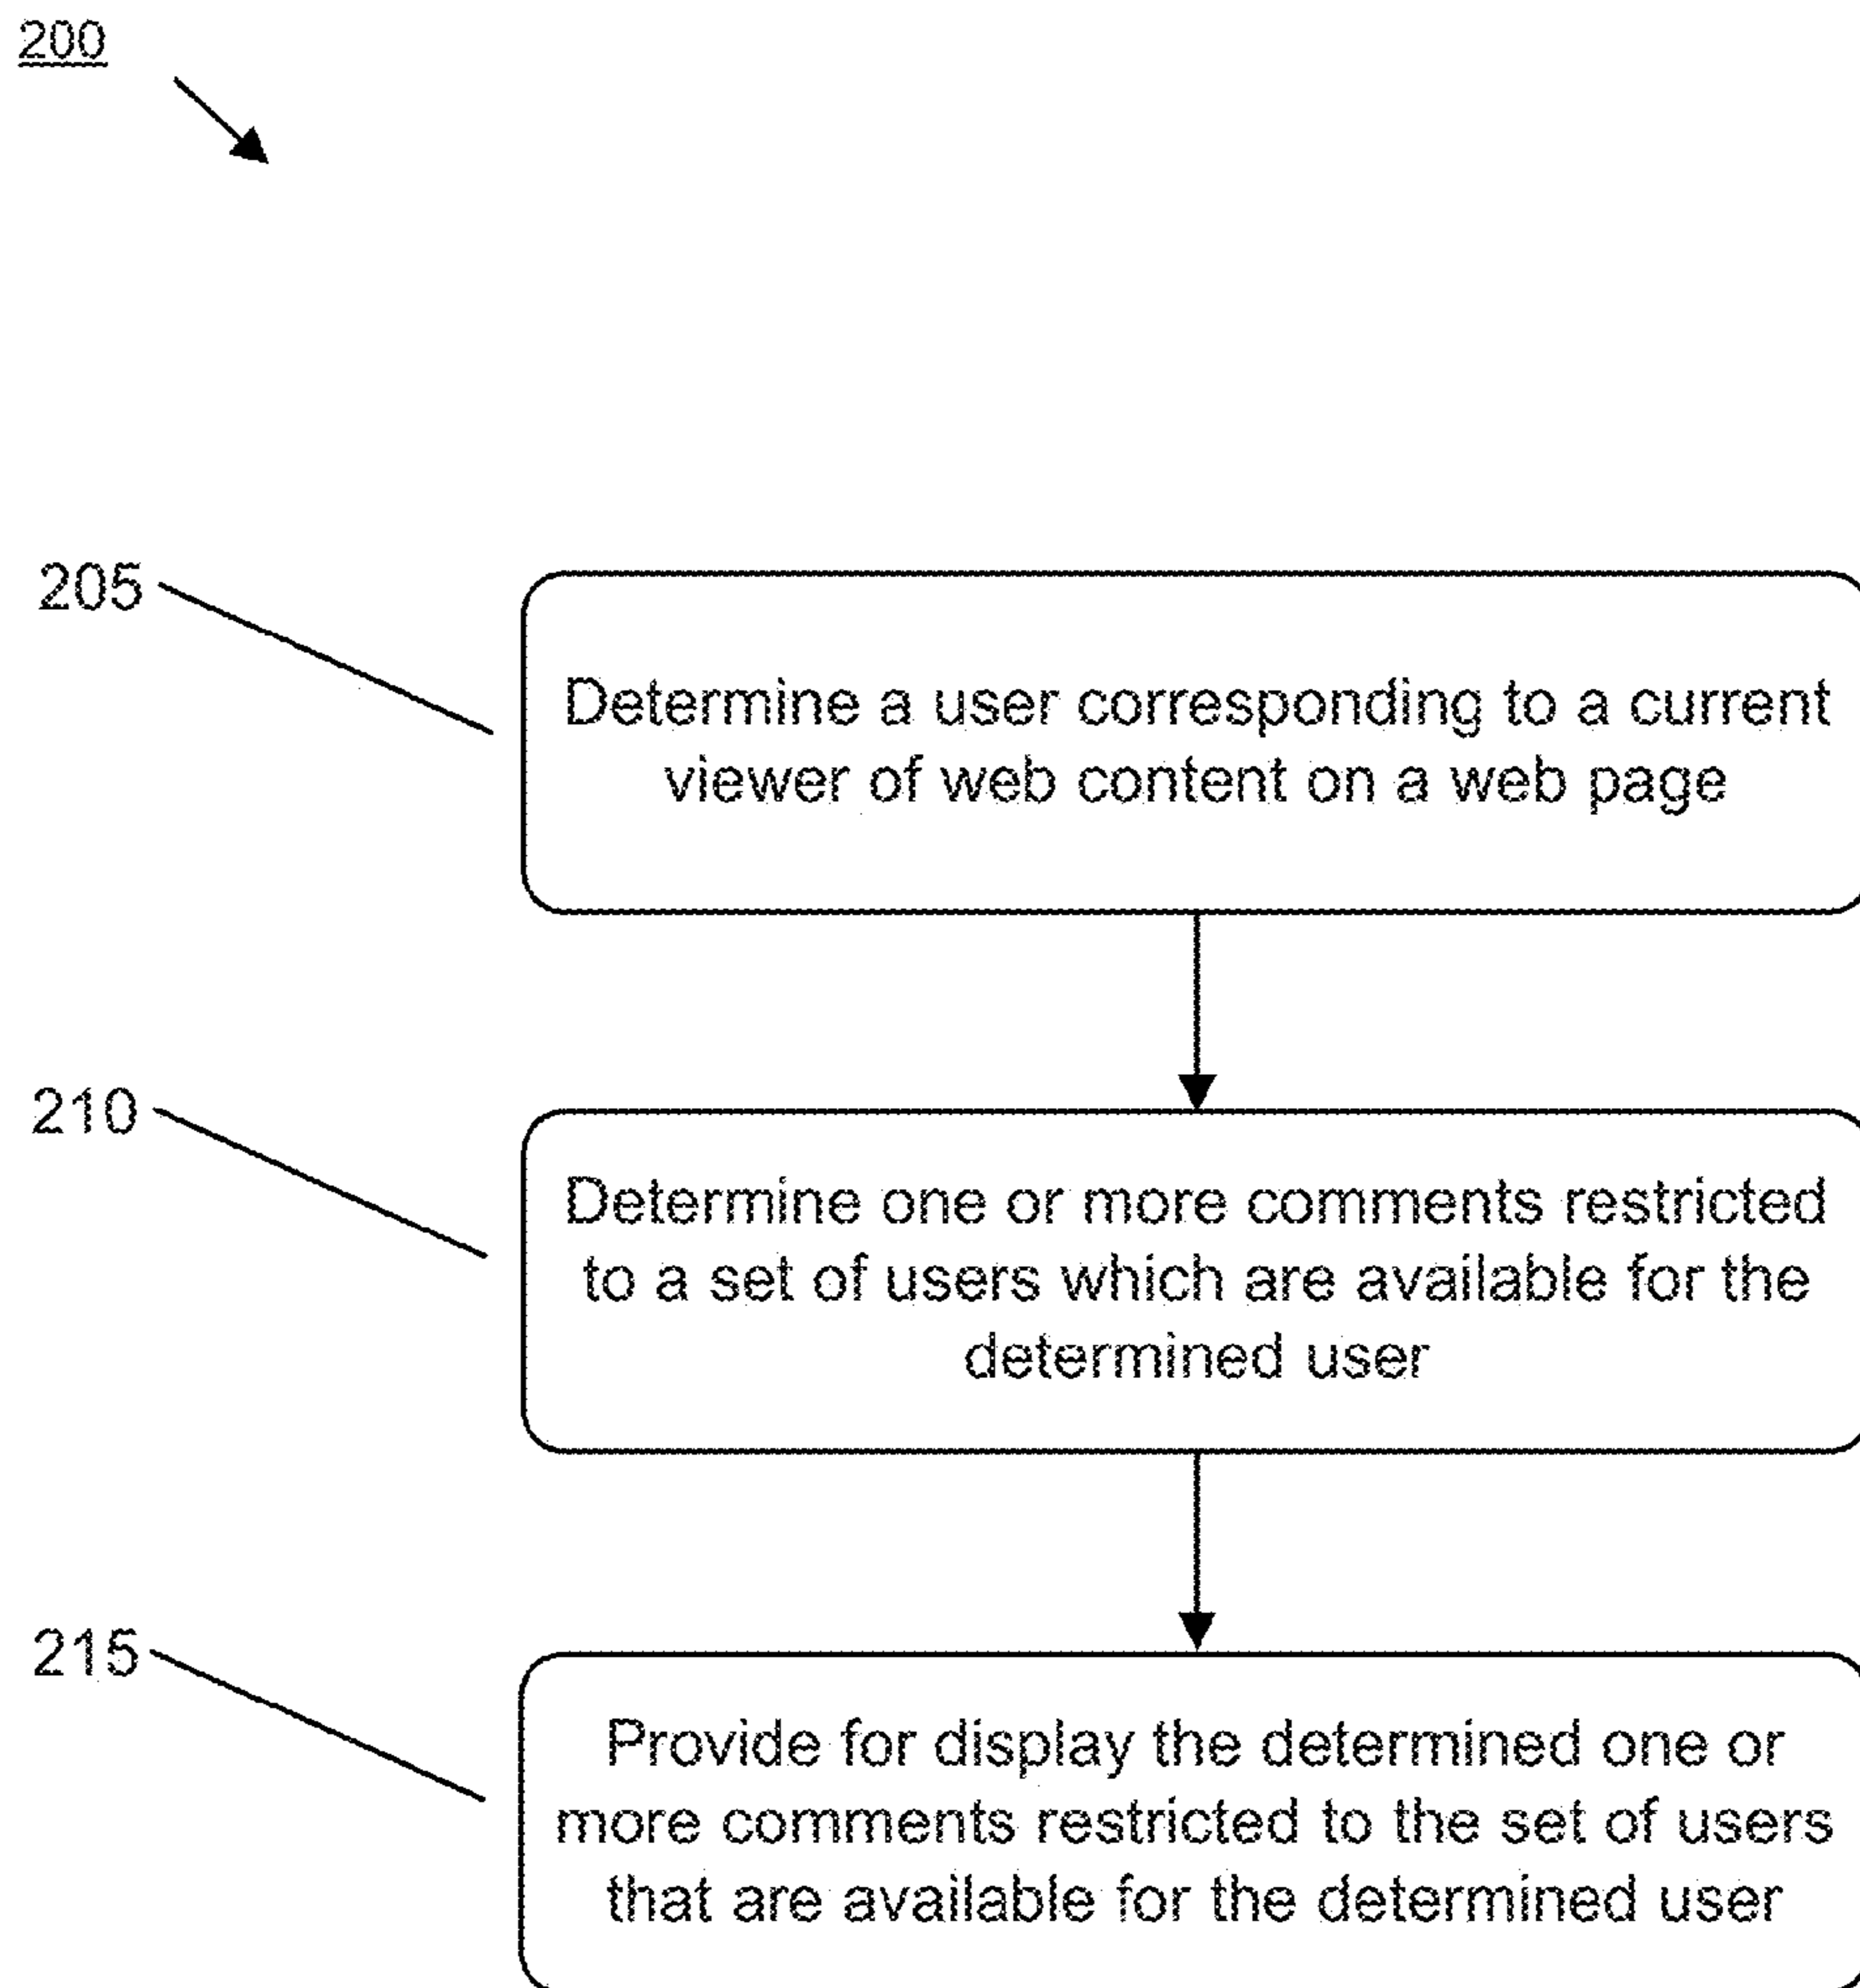 200
205
Determine a user corresponding to a current
viewer of web content on a web page
210
Determine one or more comments restricted
to a set of users which are available for the
determined user
215
Provide for display the determined one or
more comments restricted to the set of users
that are available for the determined user